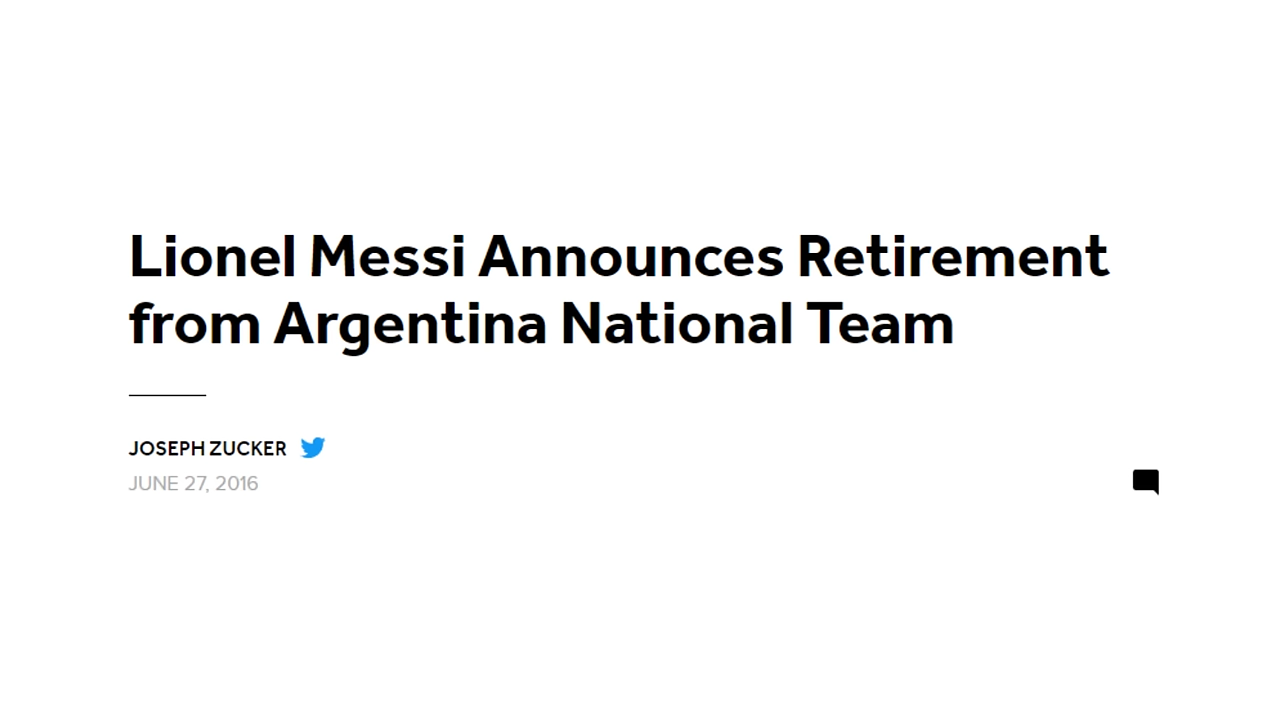 Lionel Messi Announces Retirement
from Argentina National Team
JOSEPH ZUCKER
JUNE 27, 2016